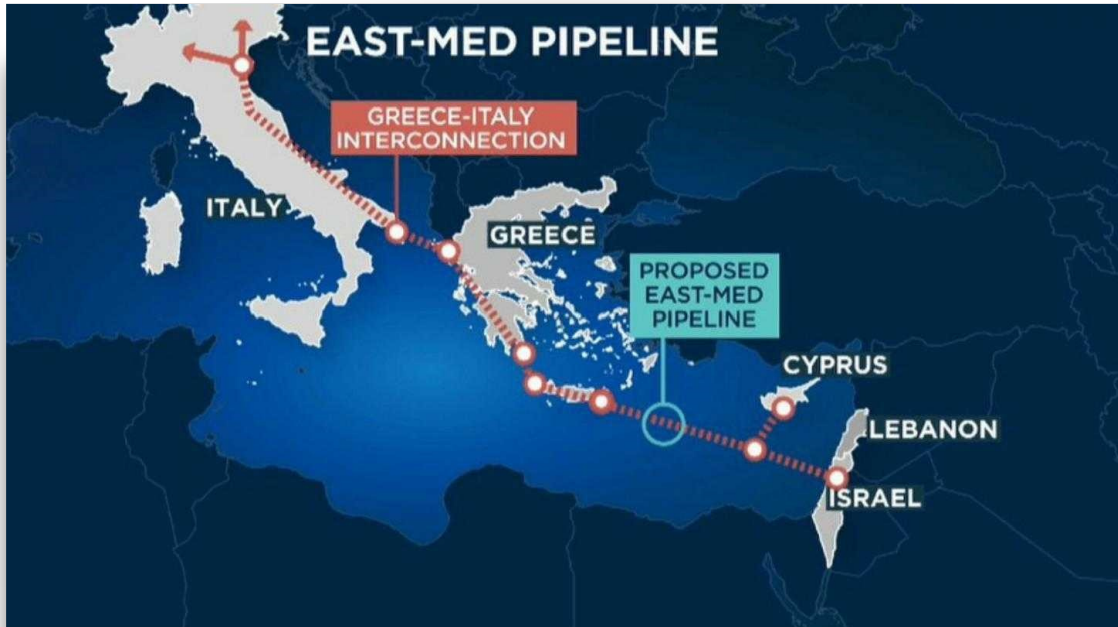 EAST-MED PIPELINE
GREECE-ITALY
INTERCONNECTION
ITALY
GREECE
PROPOSED
EAST-MED
PIPELINE
CYPRUS
LEBANON
ISRAEL